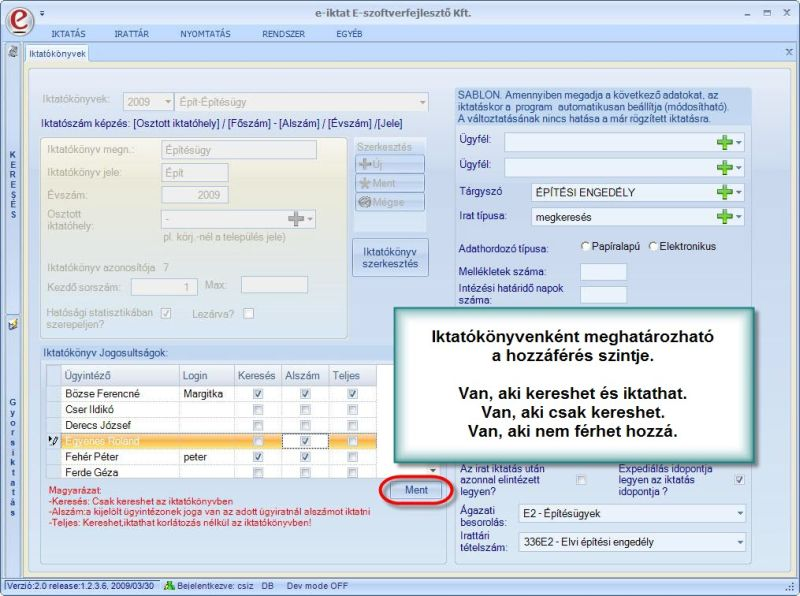 e-iktat E-szoftverfejlesztő Kft.
IKTATÁS IRATTÁR NYOMTATÁS RENDSZER EGYÉB
Iktatókönyvek
KERESÉS
Gyorsiktatás
Iktatókönyvek: 2009 Épít-Építésügy
Iktatószám képzés: [Osztott iktatóhely] / [Főszám] - [Alszám] / [Évszám] /[Jele]
Iktatókönyv megn.: Építésügy
Iktatókönyv jele: Épít
Évszám: 2009
Osztott
iktatóhely: -
pl. körj.-nél a település jele)
Iktatókönyv azonosítója 7
Kezdő sorszám: 1 Max:
Hatósági statisztikában
szerepeljen? Lezárva?
Szerkesztés
Új
Ment
Mégse
Iktatókönyv
szerkesztés
SABLON. Amennyiben megadja a következő adatokat, az
iktatáskor a program automatikusan beállítja (módosítható).
A változtatásának nincs hatása a már rögzített iktatásra.
Ügyfél:
Ügyfél:
Tárgyszó ÉPÍTÉSI ENGEDÉLY
Irat típusa: megkeresés
Adathordozó típusa: Papíralapú Elektronikus
Mellékletek száma:
Intézési határidő napok
száma:
Iktatókönyvenként meghatározható
a hozzáférés szintje.
Van, aki kereshet és iktathat.
Van, aki csak kereshet.
Van, aki nem férhet hozzá.
Iktatókönyv Jogosultságok:
Ügyintéző Login Keresés Alszám Teljes
Bözse Ferencné Margitka
Cser Ildikó
Derecs József
Egyenes Roland
Fehér Péter peter
Ferde Géza
Magyarázat:
-Keresés: Csak kereshet az iktatókönyvben
-Alszám:a kijelölt ügyintézonek joga van az adott ügyiratnál alszámot iktatni
-Teljes: Kereshet,iktathat korlátozás nélkül az iktatókönyvben!
Ment
Az irat iktatás után
azonnal elintézett
legyen?
Expediálás idopontja
legyen az iktatás
idopontja ?
Ágazati
besorolás: E2 - Építésügyek
Irattári
tételszám: 336E2 - Elvi építési engedély
Verzió:2.0 release:1.2.3.6, 2009/03/30 Bejelentkezve: csiz DB Dev mode OFF